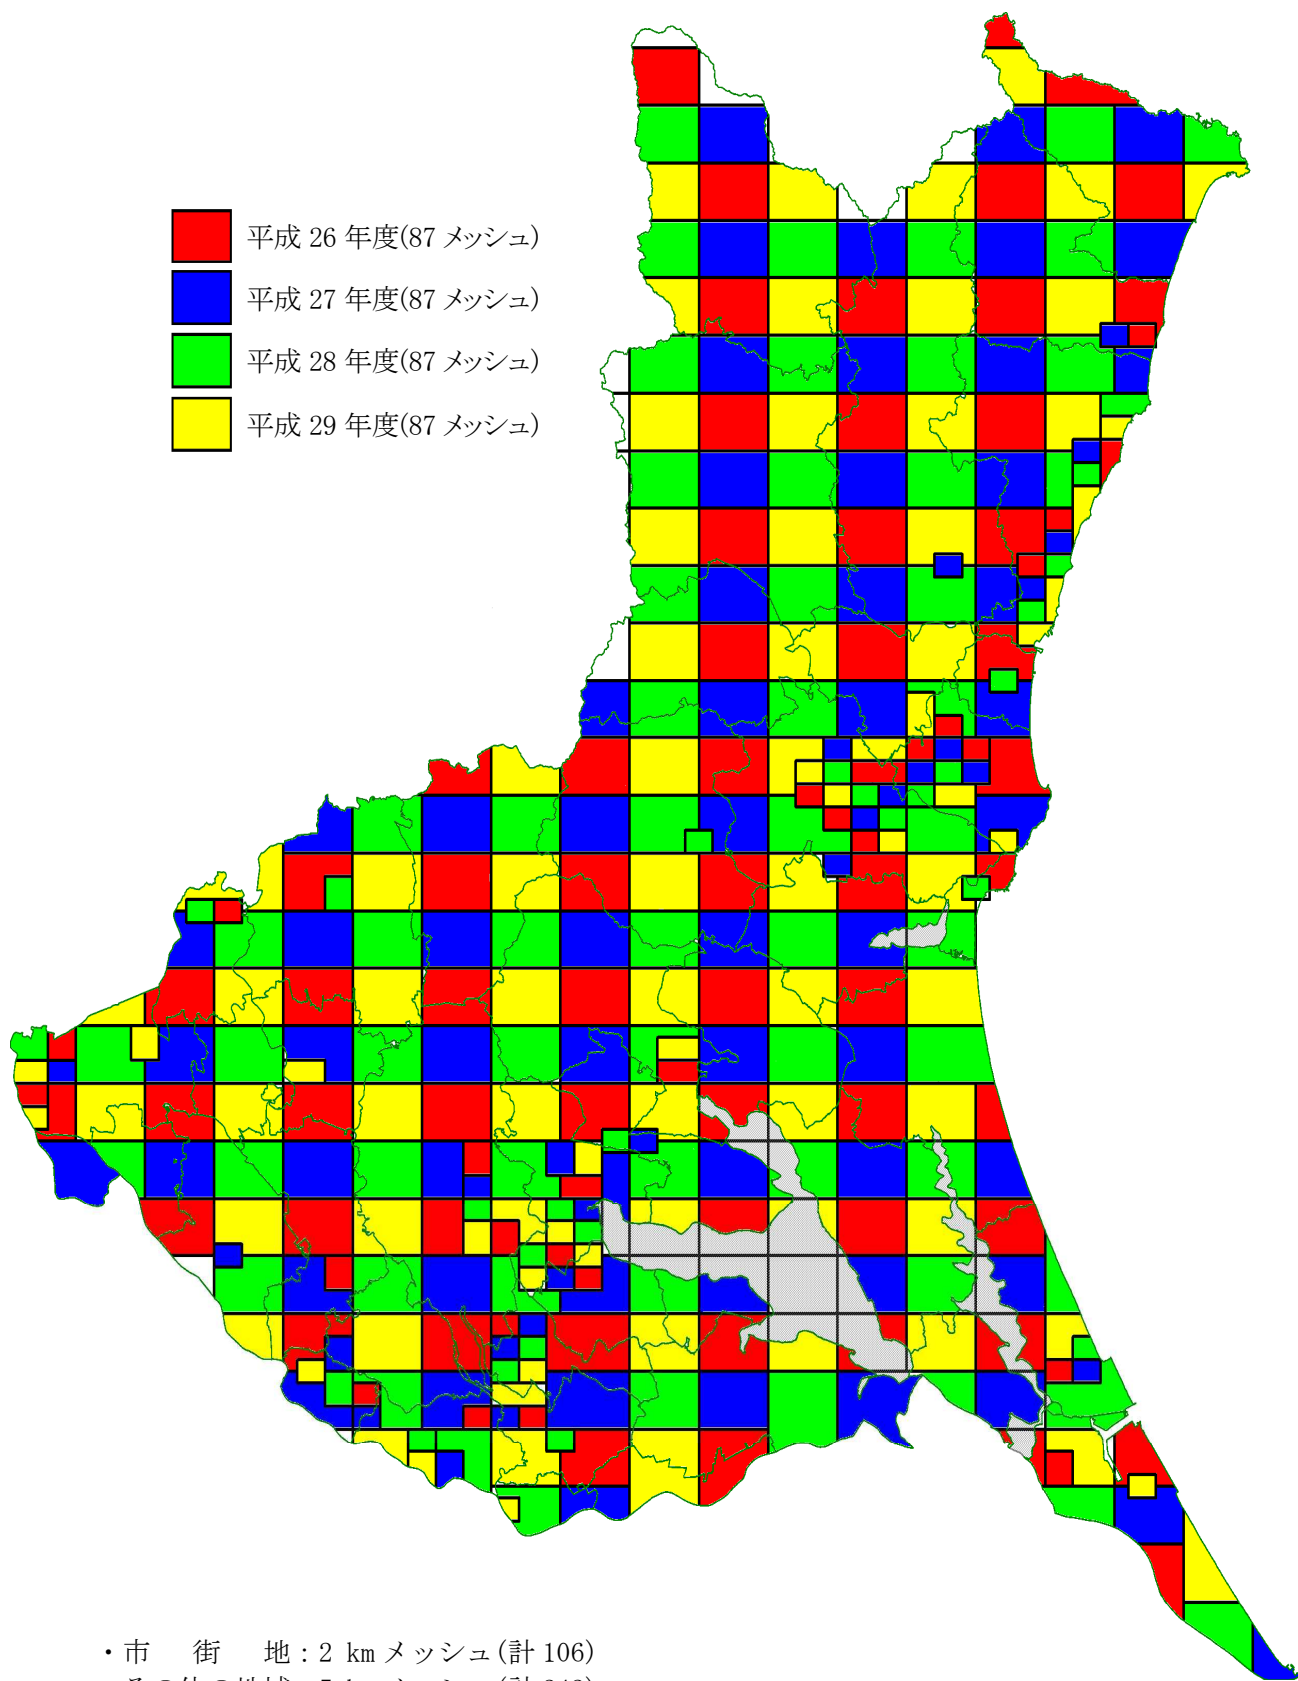 平成 26 年度(87 メッシュ)
平成 27 年度(87 メッシュ)
平成 28 年度(87 メッシュ)
平成 29 年度(87 メッシュ)
・市 街 地：2 km メッシュ(計 106)